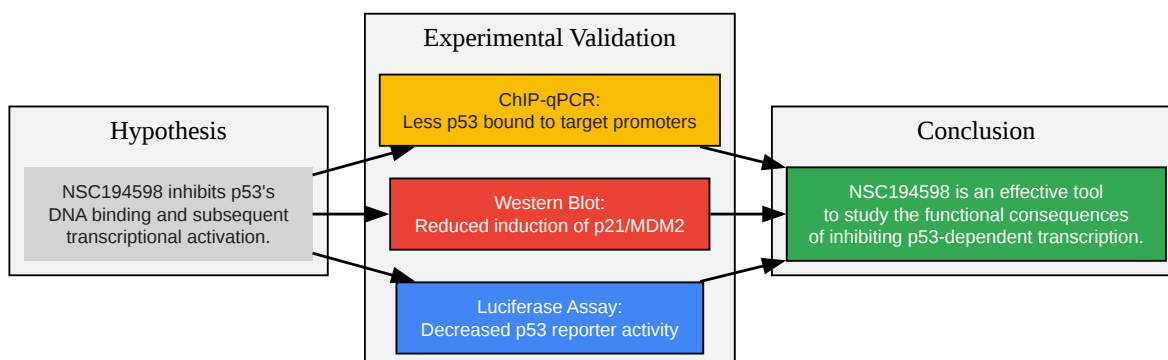 Hypothesis
NSC194598 inhibits p53's
DNA binding and subsequent
transcriptional activation.
Experimental Validation
ChIP-qPCR:
Less p53 bound to target promoters
Western Blot:
Reduced induction of p21/MDM2
Luciferase Assay:
Decreased p53 reporter activity
Conclusion
NSC194598 is an effective tool
to study the functional consequences
of inhibiting p53-dependent transcription.